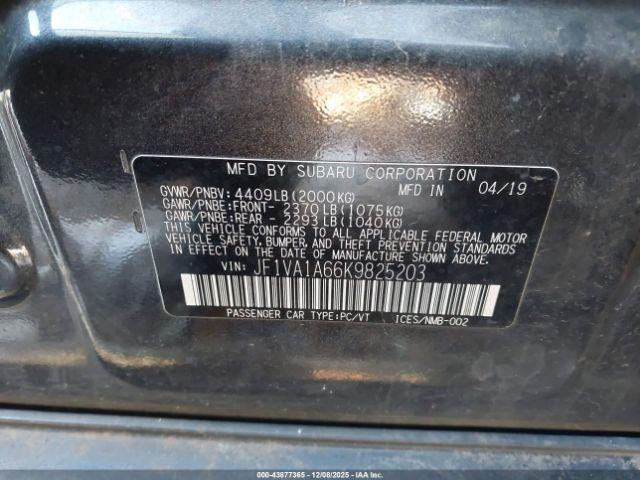 MFD BY SUBARU CORPORATION
GVWR/PNBV: 4409LB(2000KG) MFD IN 04/19
GAWR/PNBE:FRONT- 2370LB(1075KG)
GAWR/PNBE:REAR - 2293LB(1040KG)
THIS VEHICLE CONFORMS TO ALL APPLICABLE FEDERAL MOTOR
VEHICLE SAFETY, BUMPER, AND THEFT PREVENTION STANDARDS
IN EFFECT ON THE DATE OF MANUFACTURE SHOWN ABOVE.
VIN: JF1VA1A66K9825203
PASSENGER CAR TYPE:PC/VT ICES/NMB-002
000-43877365 - 12/08/2025 - IAA Inc.